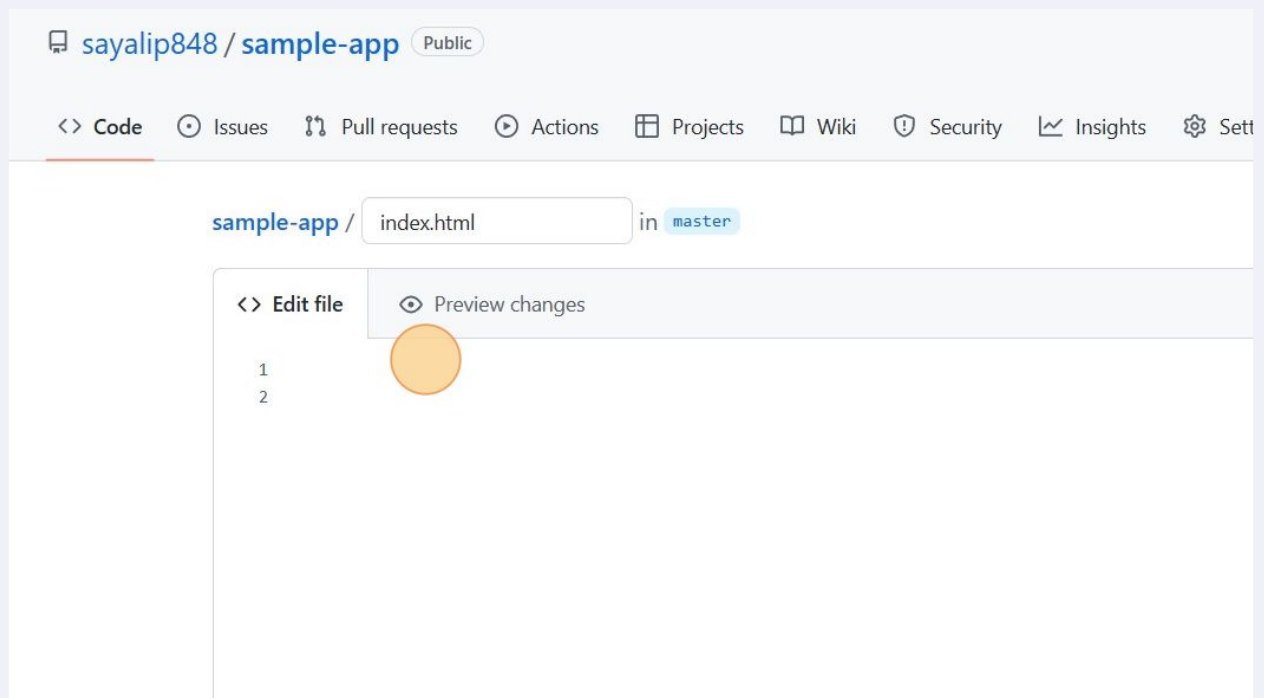 sayalip848 / sample-app Public
<> Code Issues Pull requests Actions Projects Wiki Security Insights Sett
sample-app / index.html in master
<> Edit file Preview changes
1
2